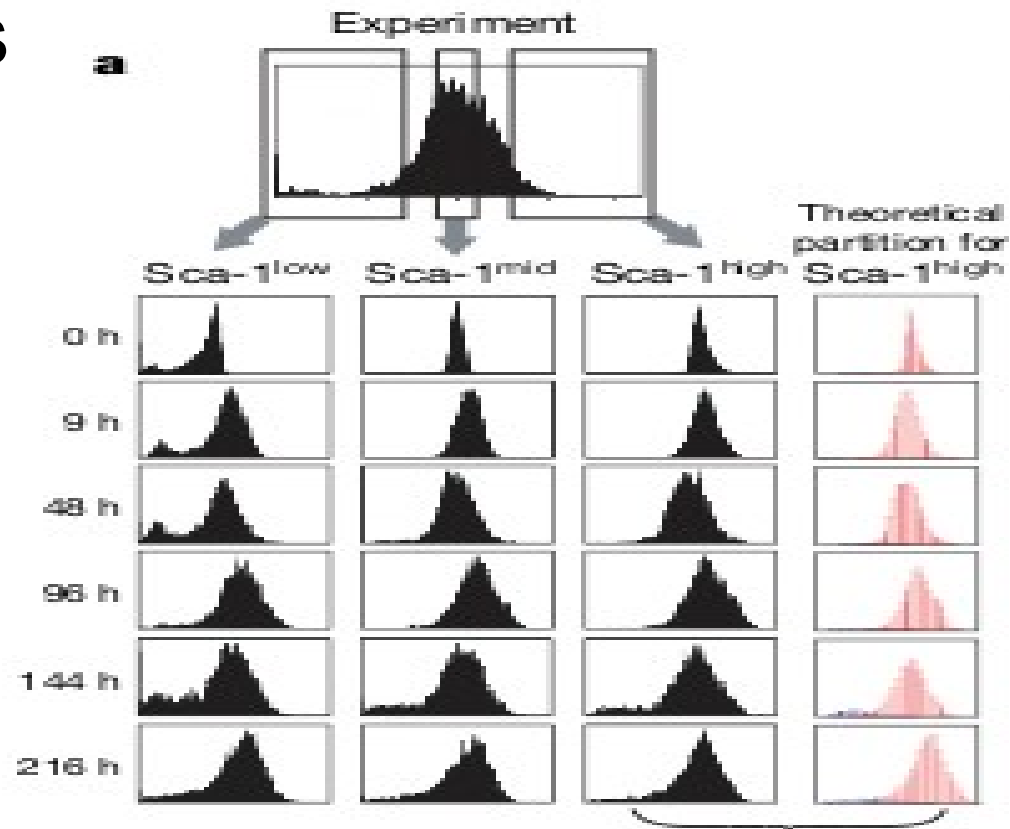 s
Experiment
a
Theoretical
partition for
Sca-1low Sca-1mid Sca-1high Sca-1high
0 h
9 h
48 h
96 h
144 h
216 h